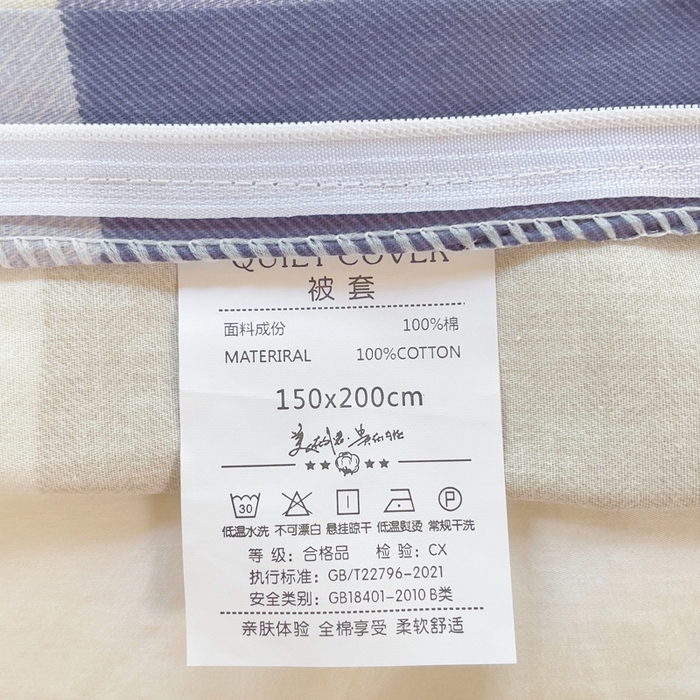 QUILT COVER
被套
面料成份 100%棉
MATERIRAL 100%COTTON
150x200cm
30 P
低温水洗 不可漂白 悬挂晾干 低温熨烫 常规干洗
等 级：合格品 检 验：CX
执行标准：GB/T22796-2021
安全类别：GB18401-2010 B类
亲肤体验 全棉享受 柔软舒适